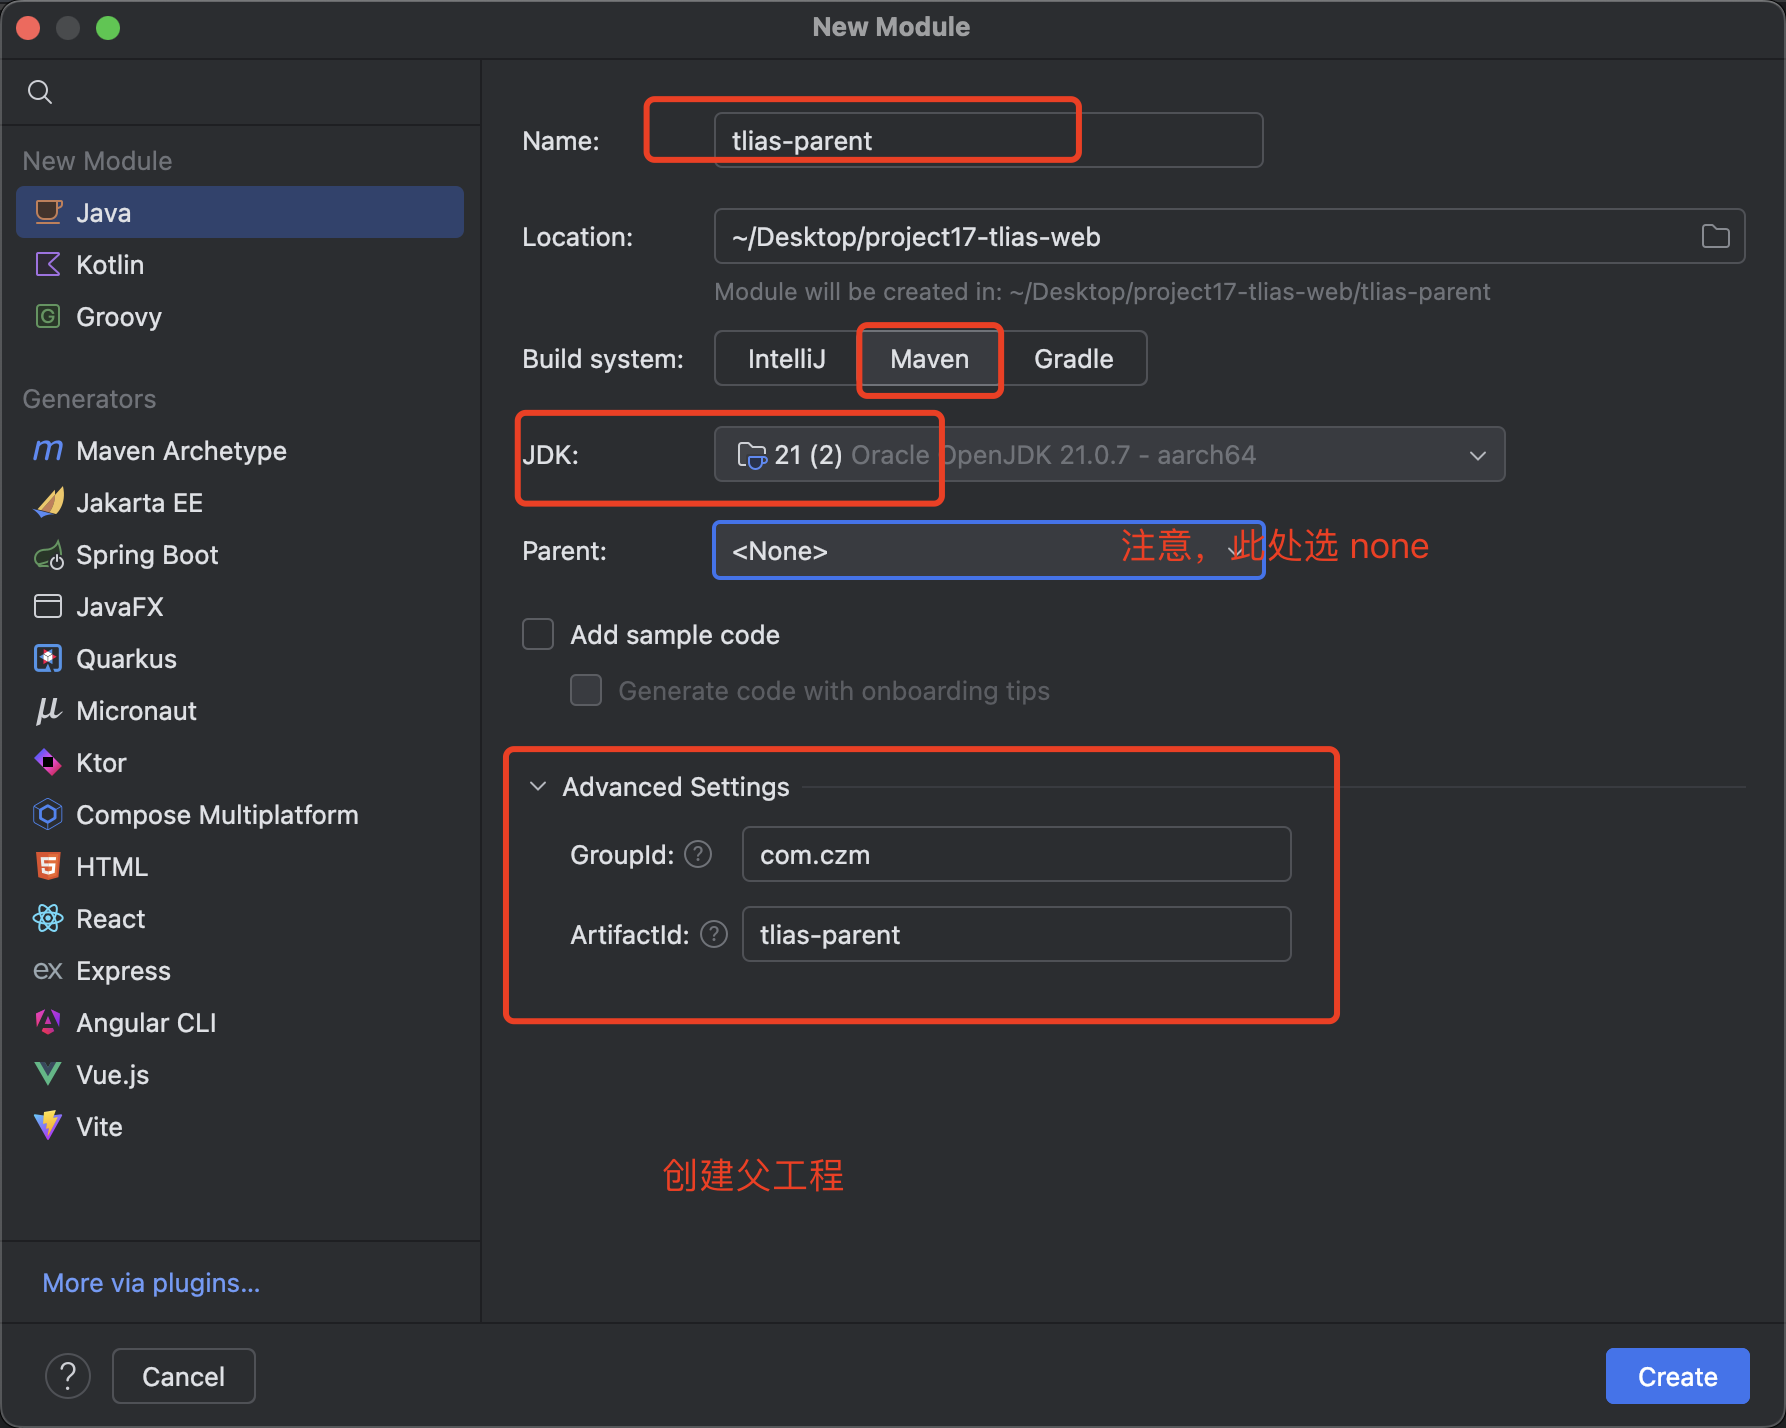 New Module
New Module
Java
Kotlin
Groovy
Generators
Maven Archetype
Jakarta EE
Spring Boot
JavaFX
Quarkus
Micronaut
Ktor
Compose Multiplatform
HTML
React
Express
Angular CLI
Vue.js
Vite
More via plugins...
Name: tlias-parent
Location: ~/Desktop/project17-tlias-web
Module will be created in: ~/Desktop/project17-tlias-web/tlias-parent
Build system: IntelliJ Maven Gradle
JDK: 21 (2) Oracle OpenJDK 21.0.7 - aarch64
Parent: <None> 注意，此处选 none
Add sample code
Generate code with onboarding tips
Advanced Settings
GroupId: ? com.czm
ArtifactId: ? tlias-parent
创建父工程
? Cancel Create